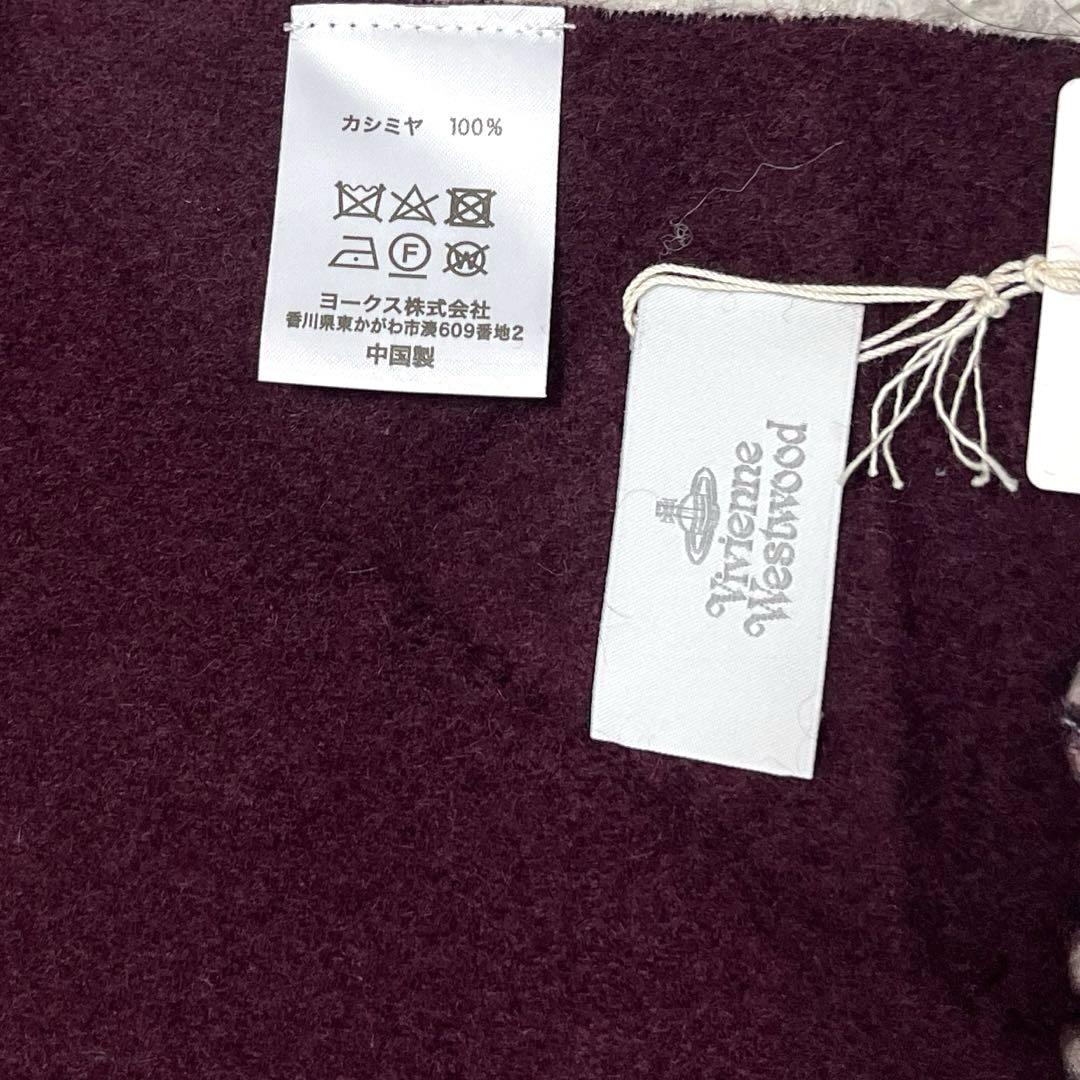 カシミヤ 100%
F
W
ヨークス株式会社
香川県東かがわ市湊609番地2
中国製
Vivienne
Westwood